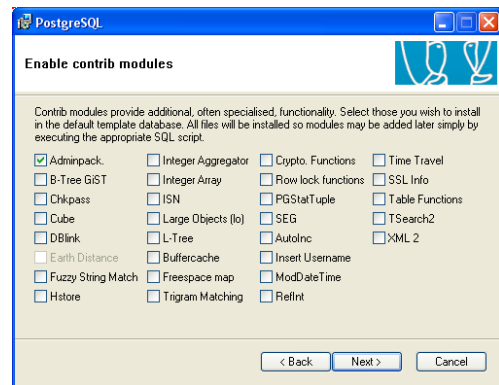 PostgreSQL
Enable contrib modules
Contrib modules provide additional, often specialised, functionality. Select those you wish to install
in the default template database. All files will be installed so modules may be added later simply by
executing the appropriate SQL script.
Adminpack. Integer Aggregator Crypto. Functions Time Travel
B-Tree GiST Integer Array Row lock functions SSL Info
Chkpass ISN PGStatTuple Table Functions
Cube Large Objects (lo) SEG TSearch2
DBlink L-Tree AutoInc XML 2
Earth Distance Buffercache Insert Username
Fuzzy String Match Freespace map ModDateTime
Hstore Trigram Matching RefInt
< Back Next > Cancel